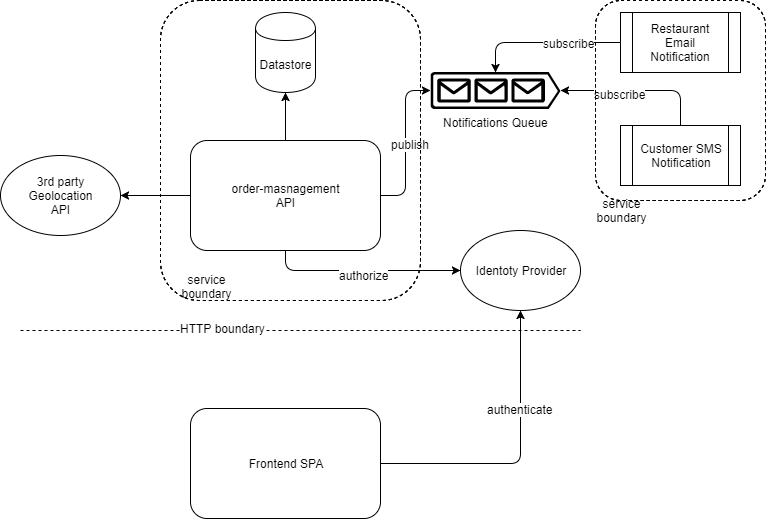 Restaurant
Email
Notification
subscribe
Datastore
subscribe
Notifications Queue
publish
Customer SMS
Notification
3rd party
Geolocation
API
order-masnagement
API
service
boundary
Identoty Provider
authorize
service
boundary
HTTP boundary
authenticate
Frontend SPA